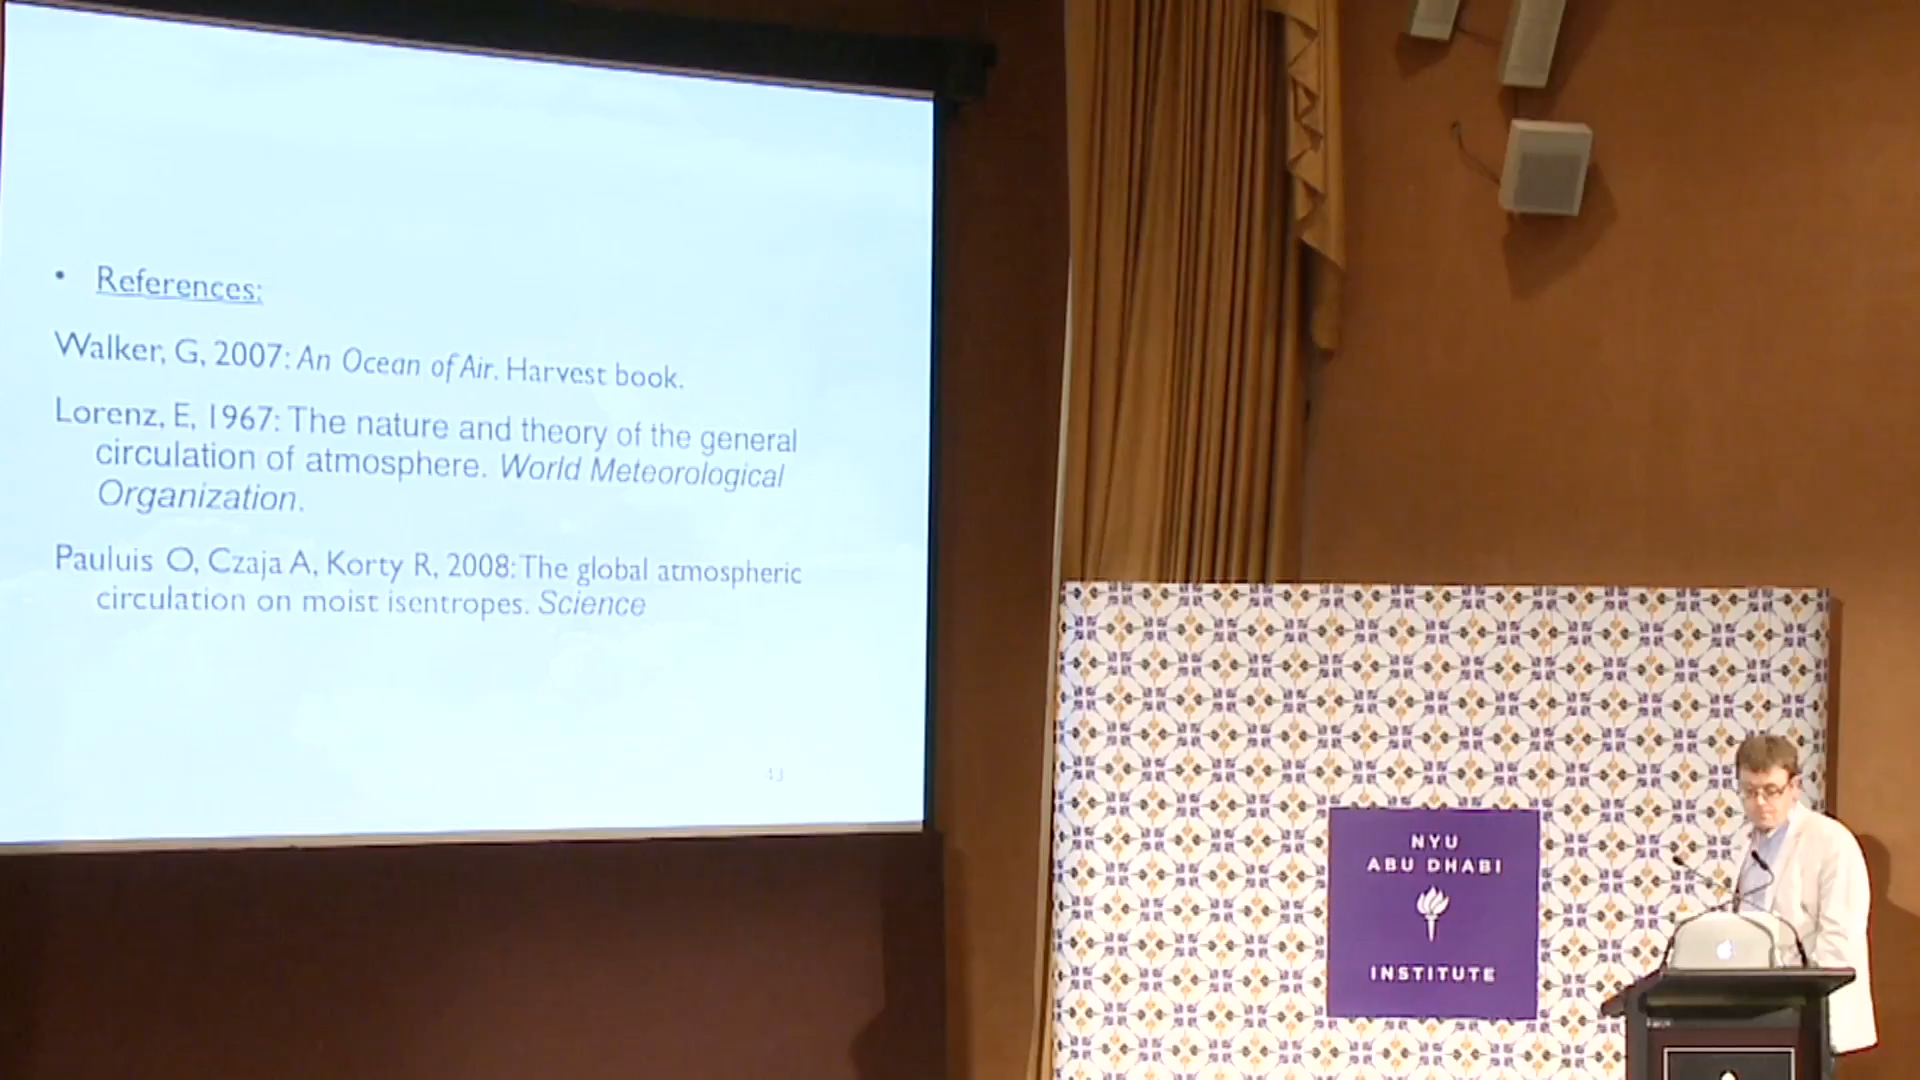 • References:
Walker, G, 2007: An Ocean of Air. Harvest book.
Lorenz, E, 1967: The nature and theory of the general
circulation of atmosphere. World Meteorological
Organization.
Pauluis O, Czaja A, Korty R, 2008: The global atmospheric
circulation on moist isentropes. Science
43
NYU
ABU DHABI
INSTITUTE